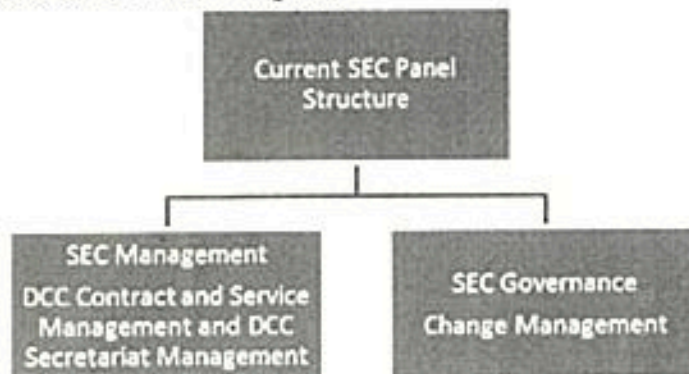 Current SEC Panel
Structure
SEC Management
DCC Contract and Service
Management and DCC
Secretariat Management
SEC Governance
Change Management